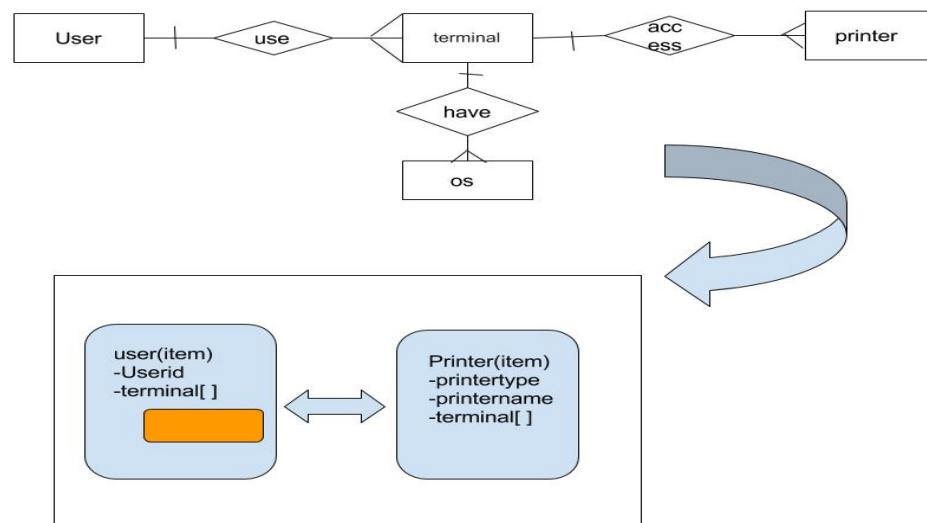 User
use
terminal
acc
ess
printer
have
os
user(item)
-Userid
-terminal[ ]
Printer(item)
-printertype
-printername
-terminal[ ]